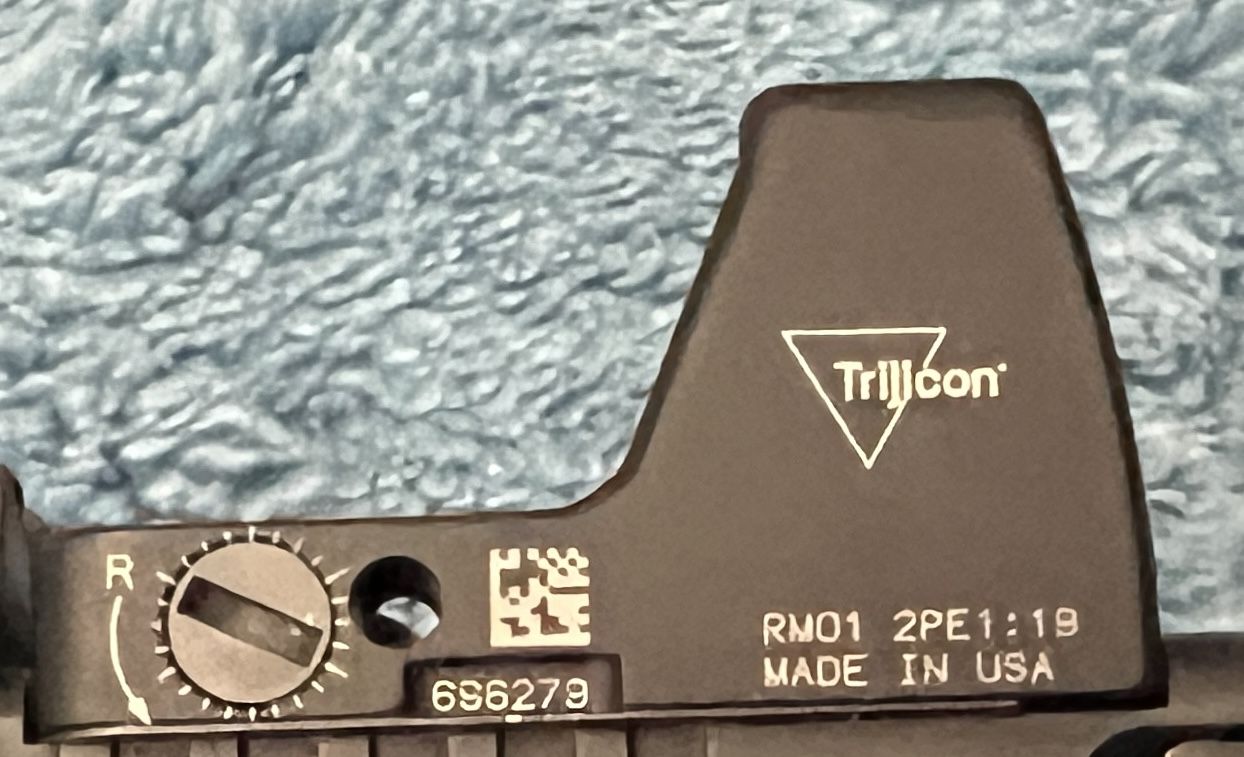 Trijicon
R
RM01 2PE1:19
MADE IN USA
696279